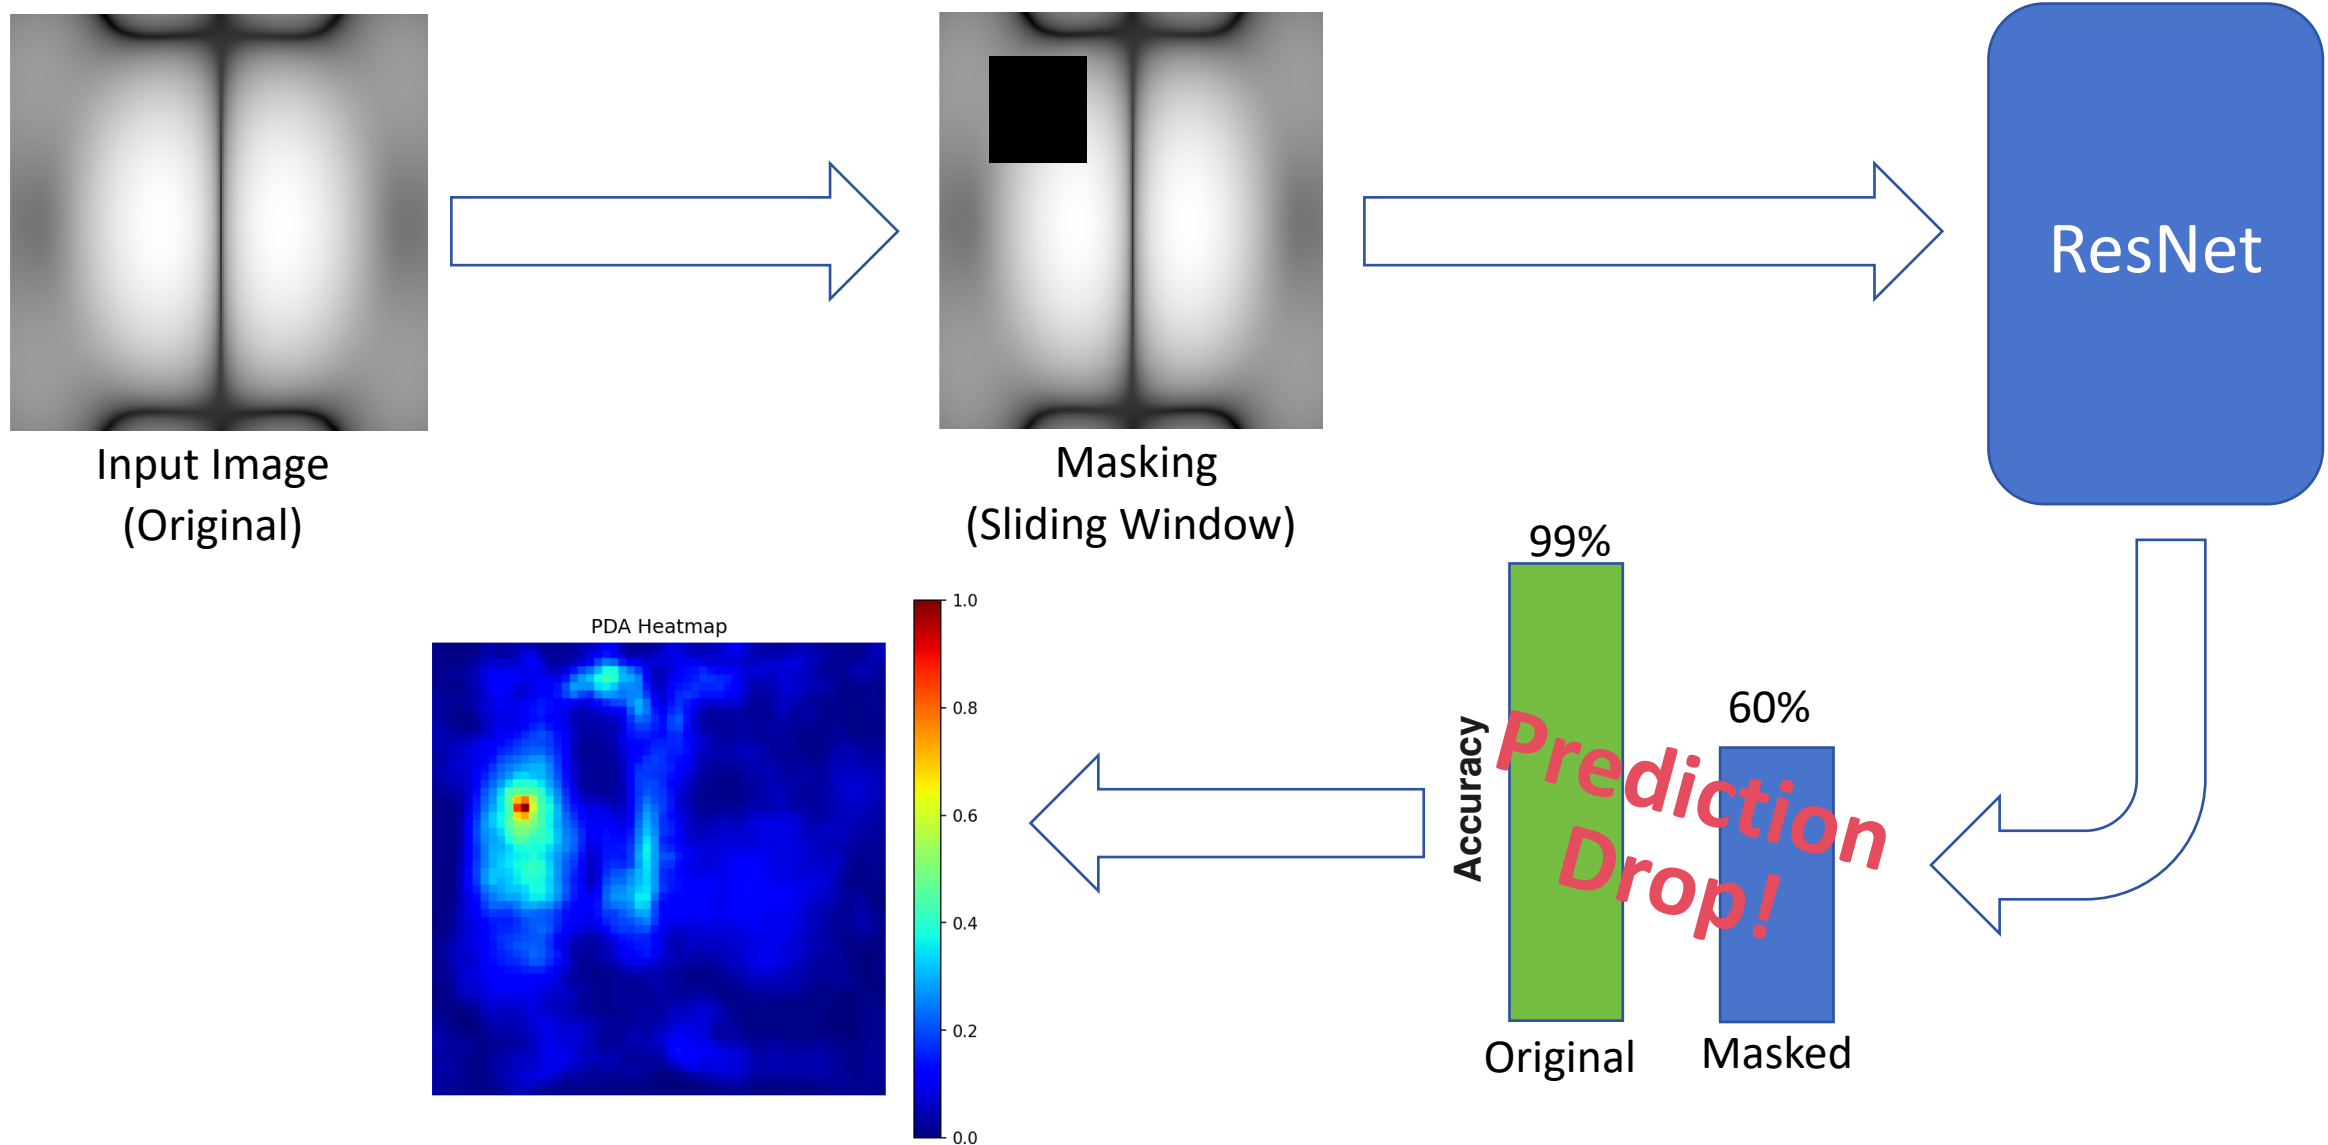 Input Image
(Original)
Masking
(Sliding Window)
ResNet
99%
60%
Accuracy
Prediction
Drop!
Original
Masked
PDA Heatmap
1.0
0.8
0.6
0.4
0.2
0.0